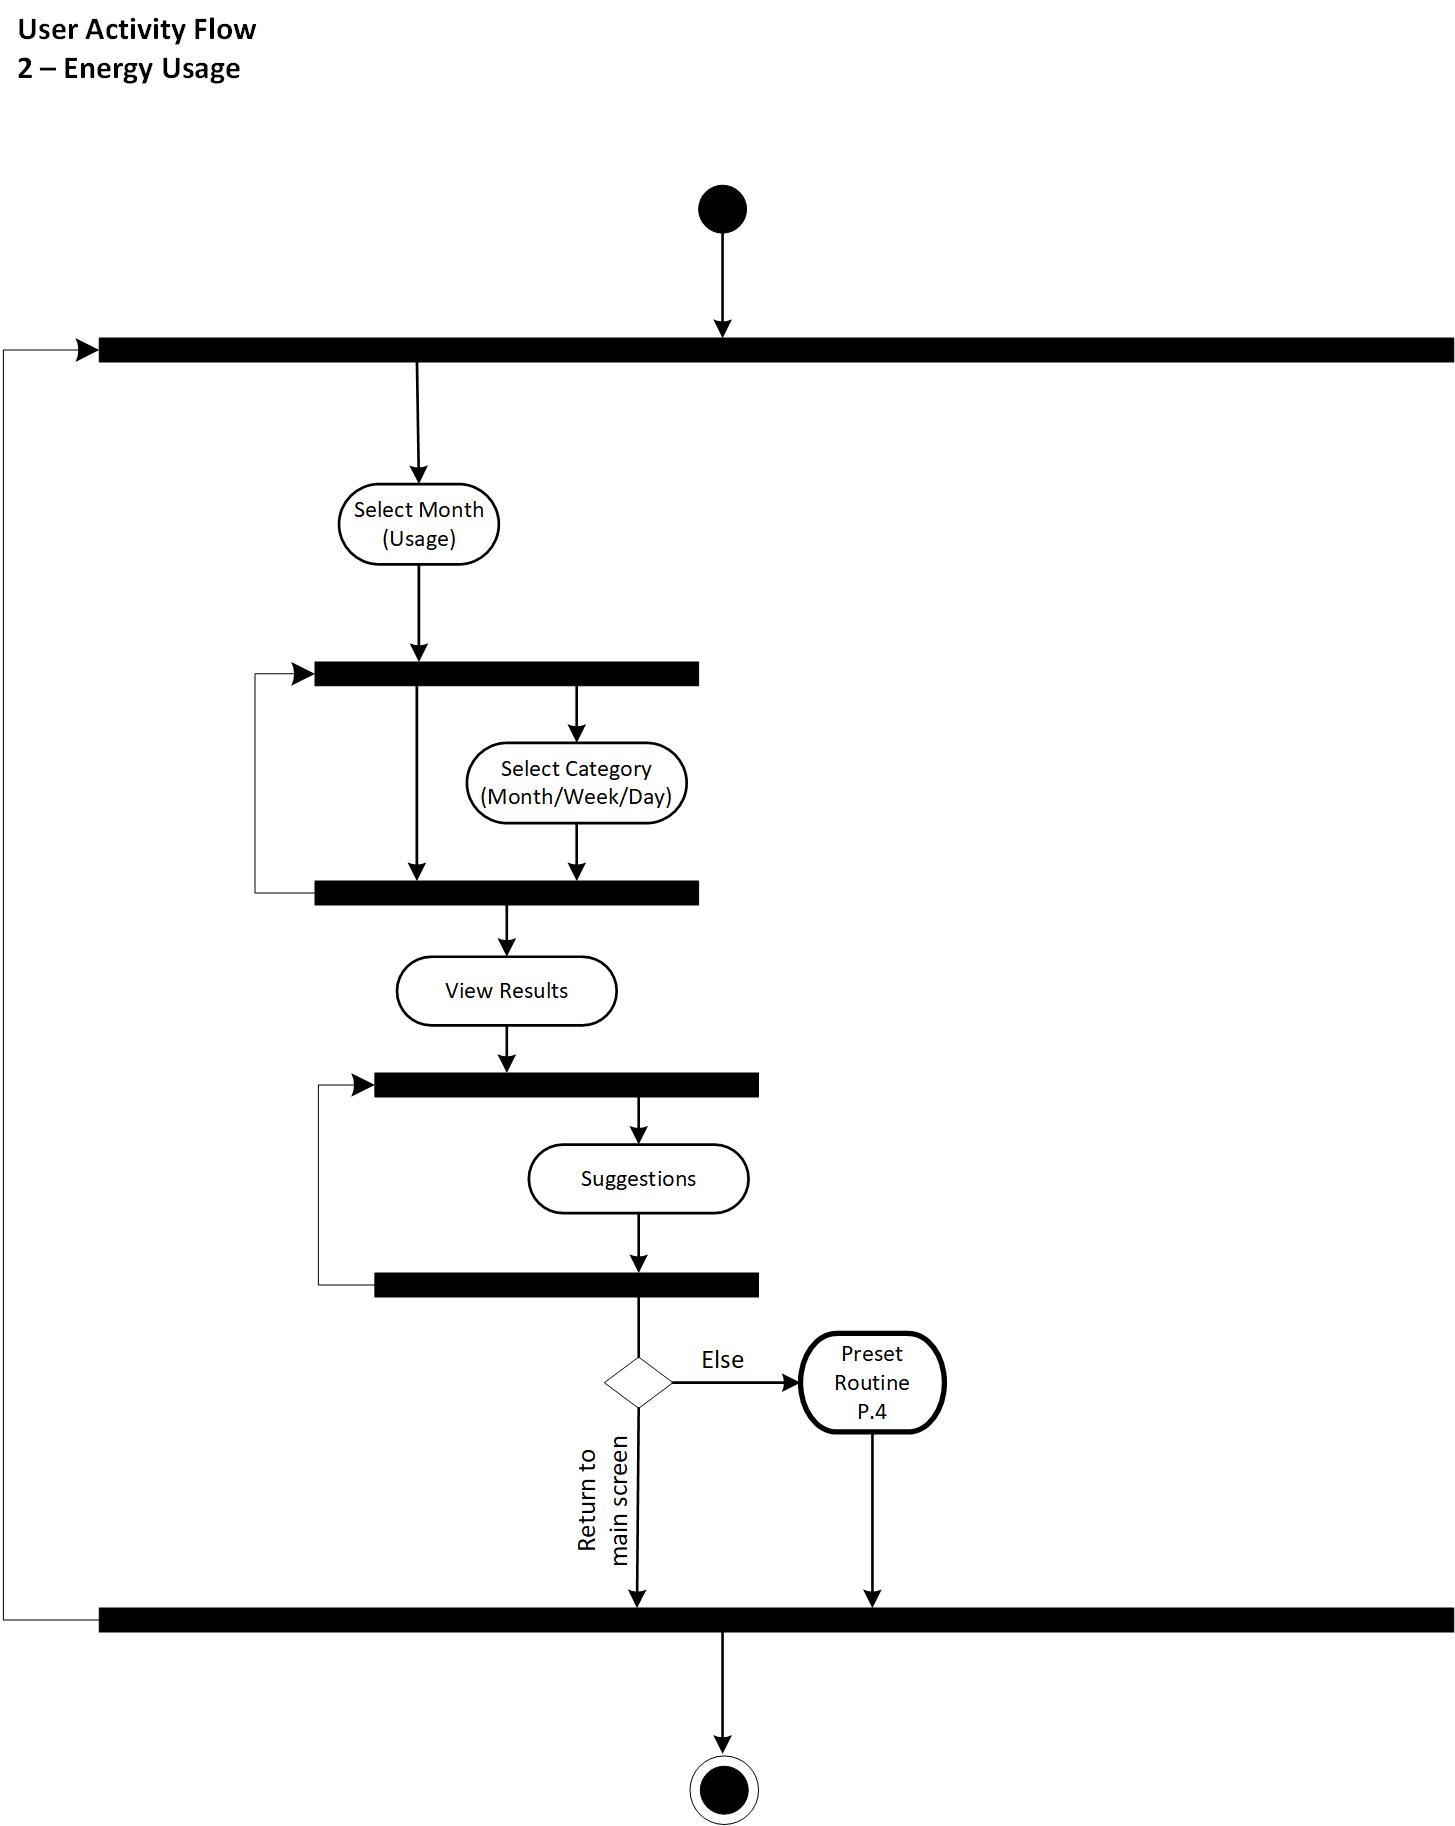 User Activity Flow
2 – Energy Usage
Select Month
(Usage)
Select Category
(Month/Week/Day)
View Results
Suggestions
Else
Preset
Routine
P.4
Return to
main screen